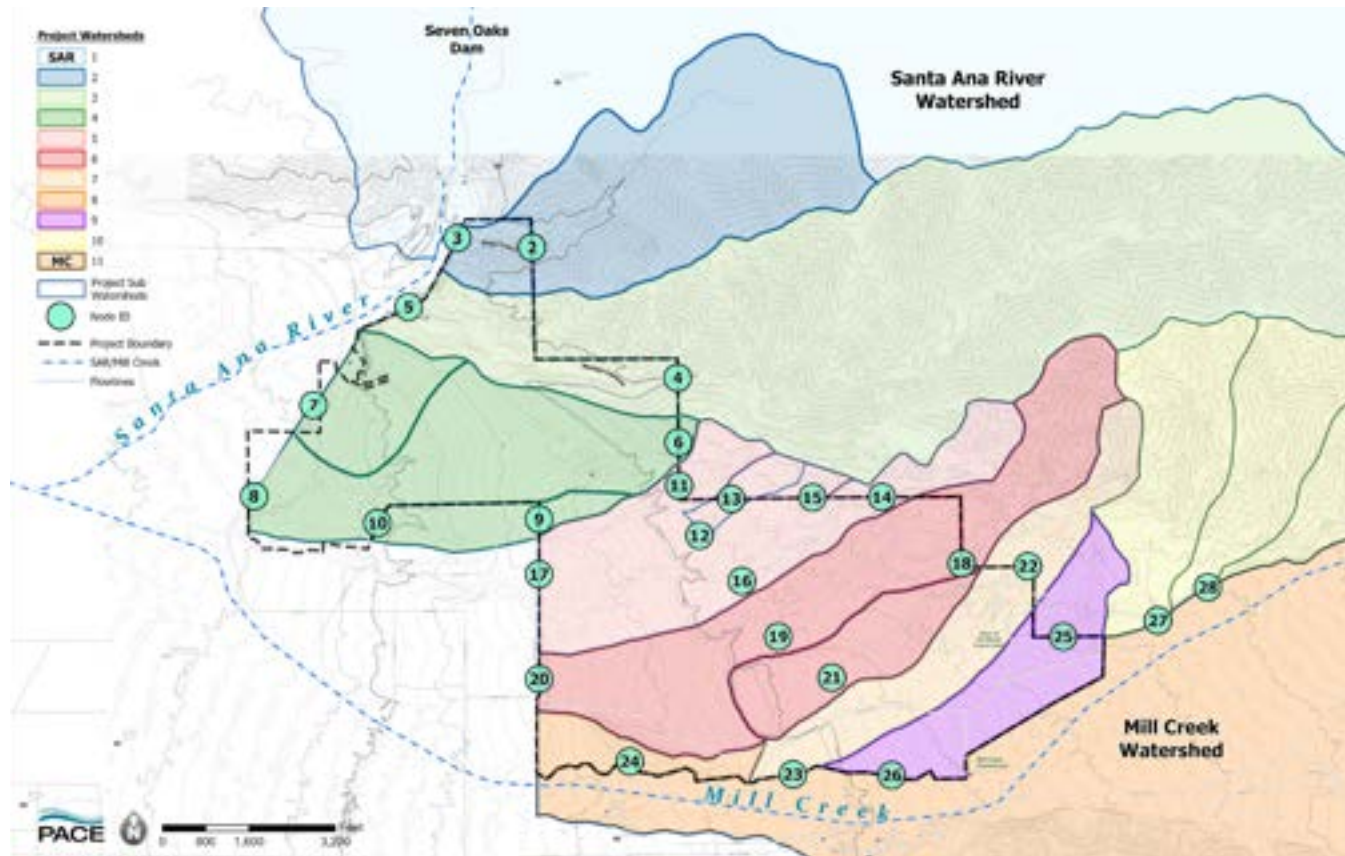 Project Watersheds
SAR 1
2
3
4
5
6
7
8
9
10
MC 11
Project Sub
Watersheds
Node ID
Project Boundary
SAR/Mill Creek
Flowlines
Seven Oaks
Dam
Santa Ana River
Watershed
Santa Ana River
3
2
5
4
7
6
8
11
13
15
14
10
9
12
17
16
18
22
28
27
19
25
20
21
24
23
26
Mill Creek
Watershed
Mill Creek
PACE
N
0 800 1,600 3,200
Feet